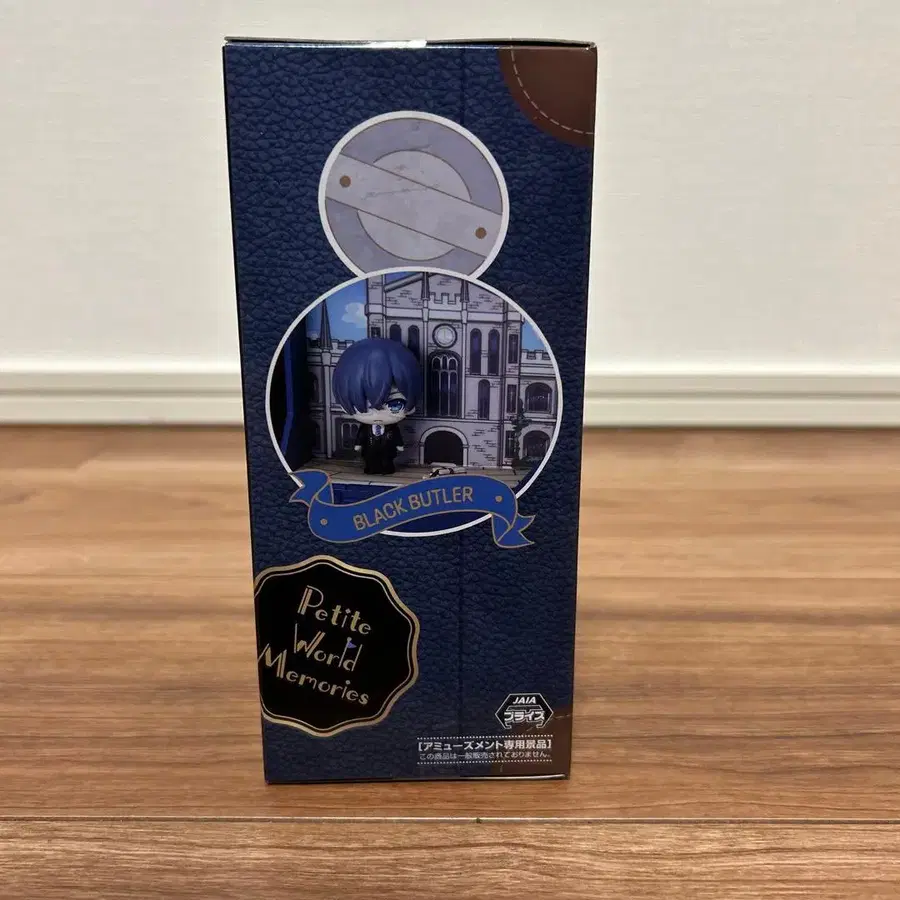 BLACK BUTLER
Petite
World
Memories
JAIA
プライズ
[アミューズメント専用景品]
この商品は一般販売されておりません。